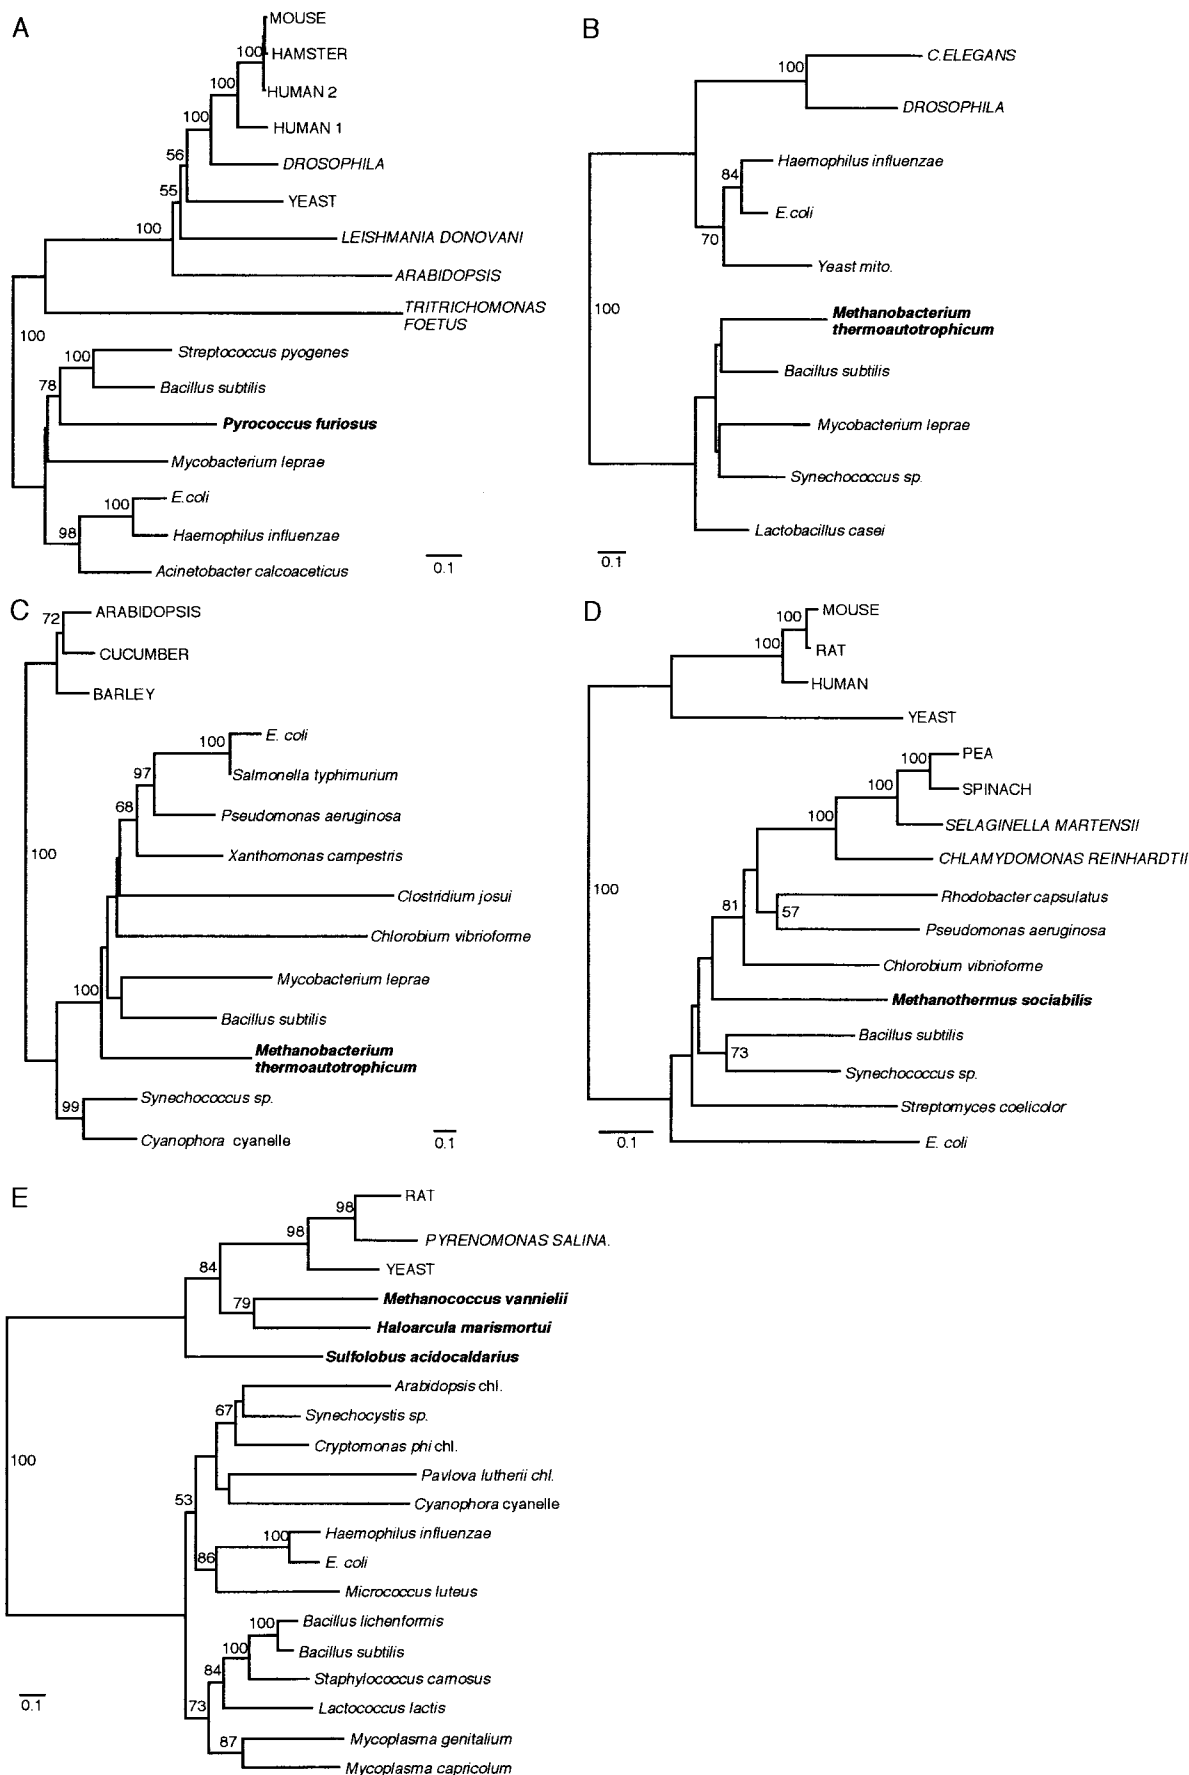 A
MOUSE
100
HAMSTER
100
HUMAN 2
100
HUMAN 1
56
DROSOPHILA
55
YEAST
100
LEISHMANIA DONOVANI
ARABIDOPSIS
TRITRICHOMONAS
FOETUS
100
Streptococcus pyogenes
100
78
Bacillus subtilis
Pyrococcus furiosus
Mycobacterium leprae
E.coli
100
98
Haemophilus influenzae
Acinetobacter calcoaceticus
0.1
B
C.ELEGANS
100
DROSOPHILA
Haemophilus influenzae
84
E.coli
70
Yeast mito.
100
Methanobacterium
thermoautotrophicum
Bacillus subtilis
Mycobacterium leprae
Synechococcus sp.
Lactobacillus casei
0.1
C
72
ARABIDOPSIS
CUCUMBER
BARLEY
E. coli
100
97
Salmonella typhimurium
68
Pseudomonas aeruginosa
100
Xanthomonas campestris
Clostridium josui
Chlorobium vibrioforme
Mycobacterium leprae
100
Bacillus subtilis
Methanobacterium
thermoautotrophicum
Synechococcus sp.
99
Cyanophora cyanelle
0.1
D
MOUSE
100
100
RAT
HUMAN
YEAST
PEA
100
100
SPINACH
100
SELAGINELLA MARTENSII
CHLAMYDOMONAS REINHARDTII
100
Rhodobacter capsulatus
81
57
Pseudomonas aeruginosa
Chlorobium vibrioforme
Methanothermus sociabilis
Bacillus subtilis
73
Synechococcus sp.
Streptomyces coelicolor
E. coli
0.1
E
RAT
98
98
PYRENOMONAS SALINA.
84
YEAST
79
Methanococcus vannielii
Haloarcula marismortui
Sulfolobus acidocaldarius
Arabidopsis chl.
67
Synechocystis sp.
Cryptomonas phi chl.
100
Pavlova lutherii chl.
53
Cyanophora cyanelle
Haemophilus influenzae
100
86
E. coli
Micrococcus luteus
Bacillus lichenformis
100
100
Bacillus subtilis
84
Staphylococcus carnosus
73
Lactococcus lactis
87
Mycoplasma genitalium
Mycoplasma capricolum
0.1